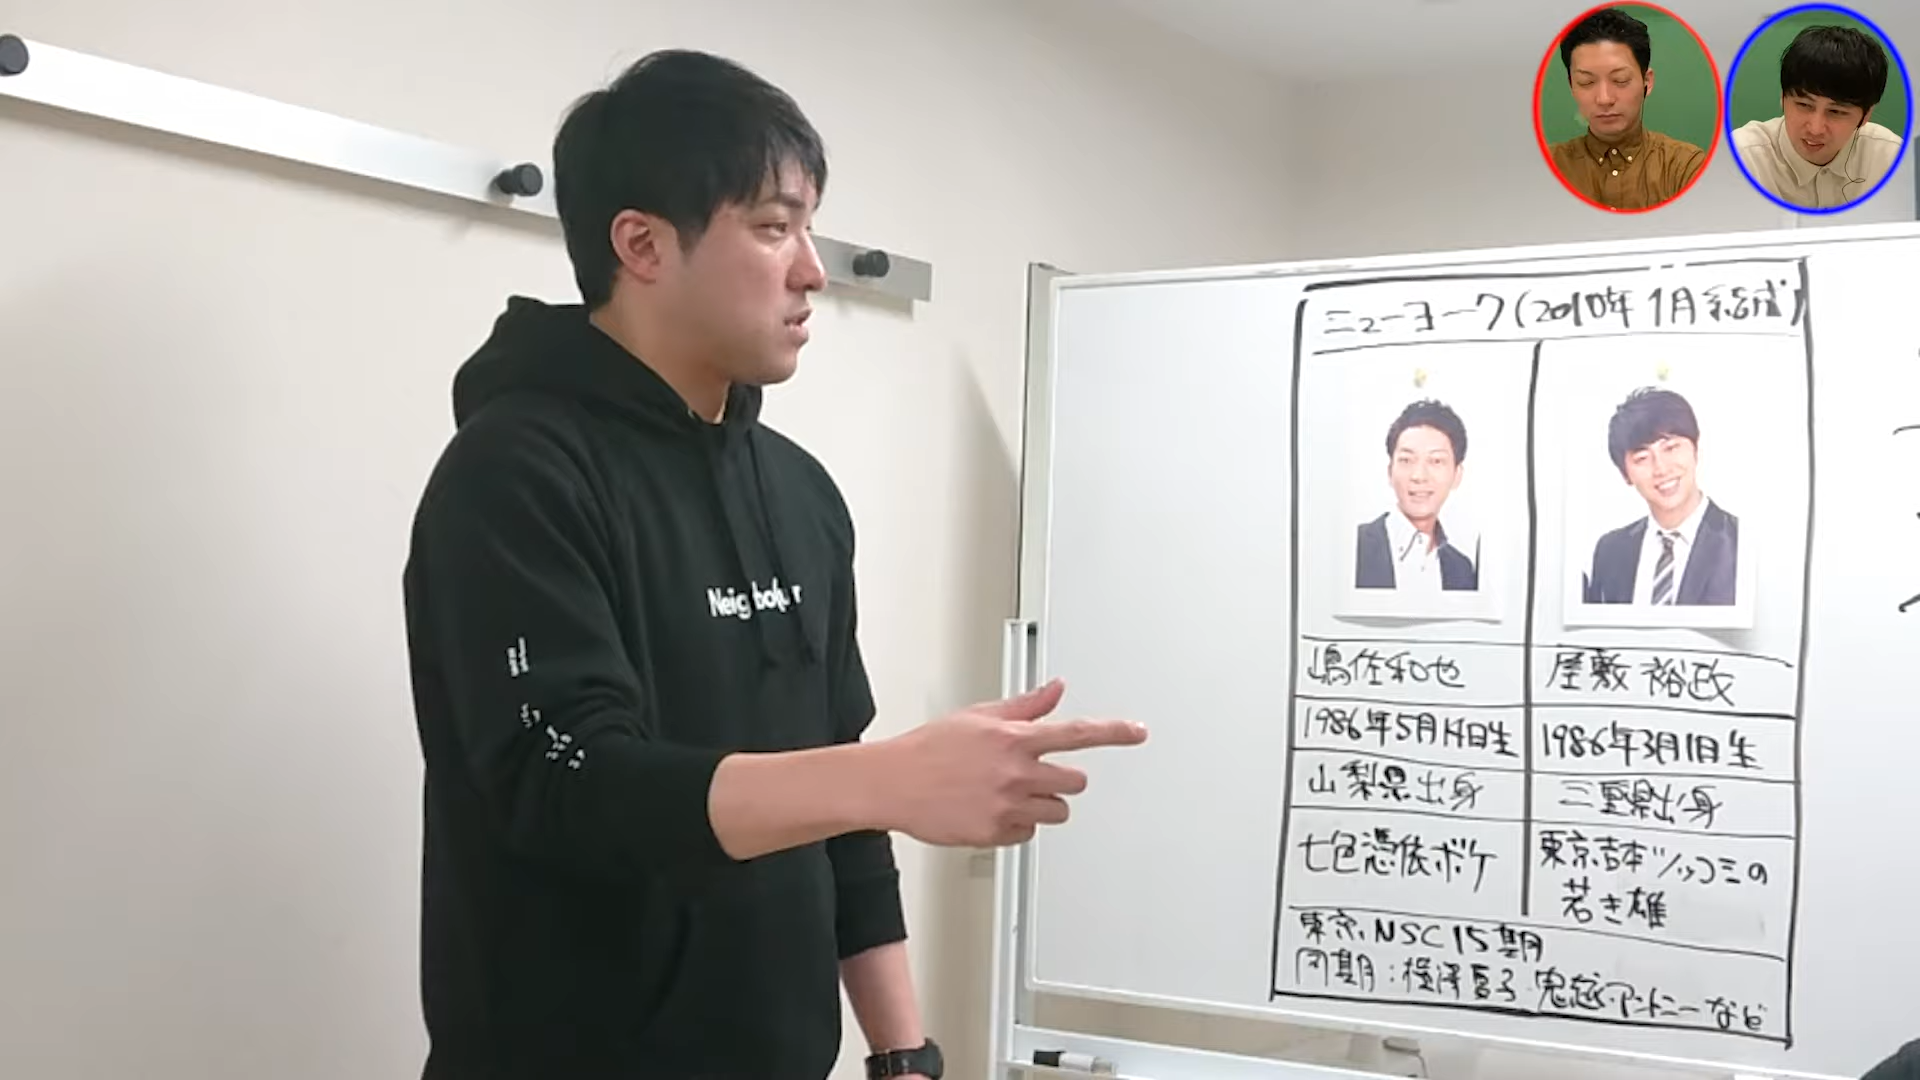 ニューヨーク(2010年1月結成)
嶋佐和也
屋敷裕政
1986年5月14日生
1986年3月1日生
山梨県出身
三重県出身
七色憑依ボケ
東京吉本ツッコミの
若き雄
東京NSC15期
同期:横澤夏子・鬼越・アントニーなど
Neighbo(u)r